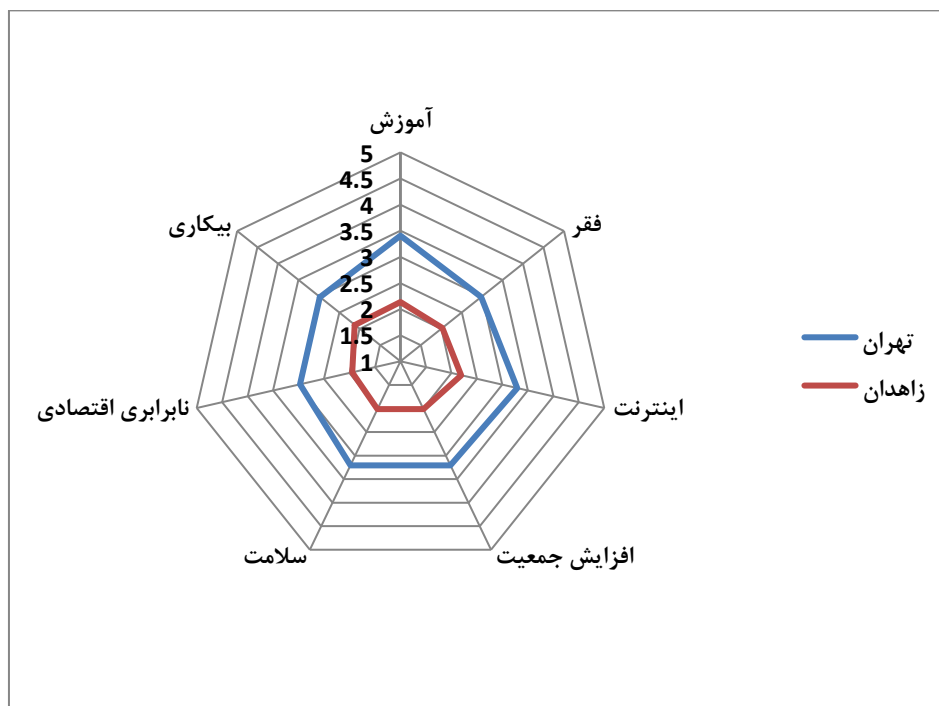 آموزش
5
4.5
4
3.5
3
2.5
2
1.5
1
فقر
اینترنت
افزایش جمعیت
سلامت
نابرابری اقتصادی
بیکاری
تهران
زاهدان